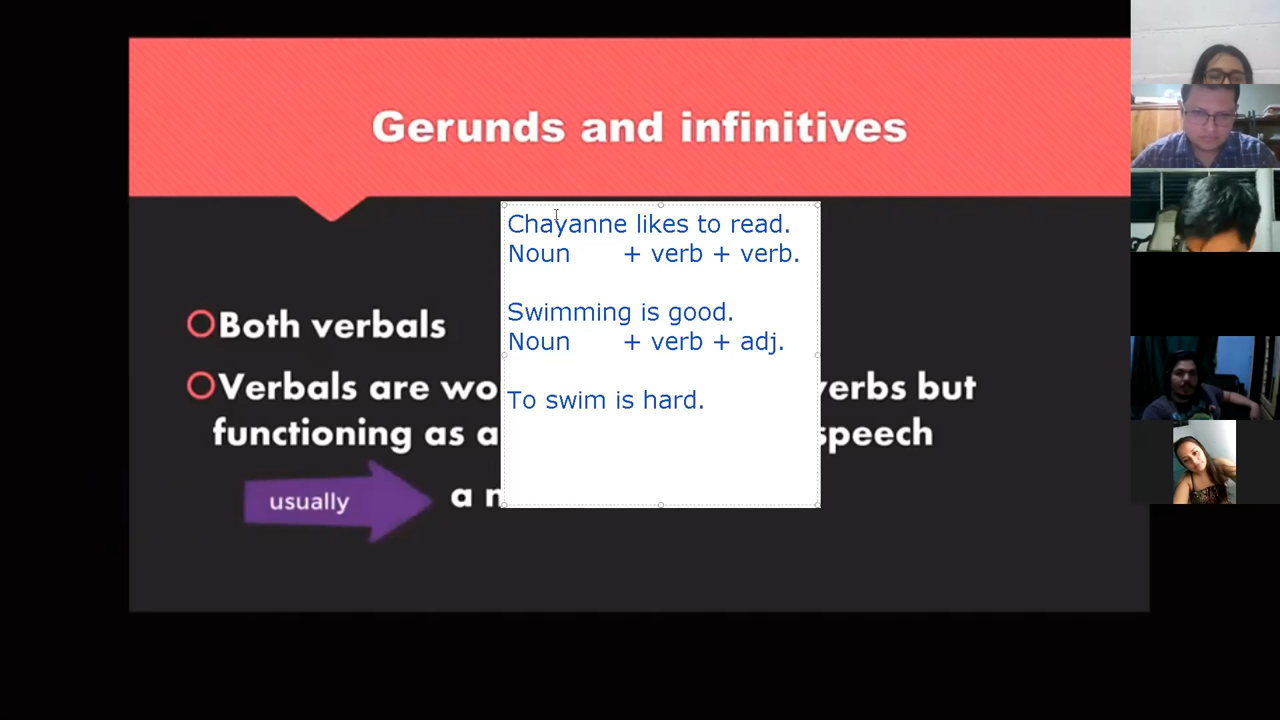 Gerunds and infinitives
Chayanne likes to read.
Noun + verb + verb.
Swimming is good.
Noun + verb + adj.
To swim is hard.
Both verbals
Verbals are verbs but
functioning as speech
usually
a